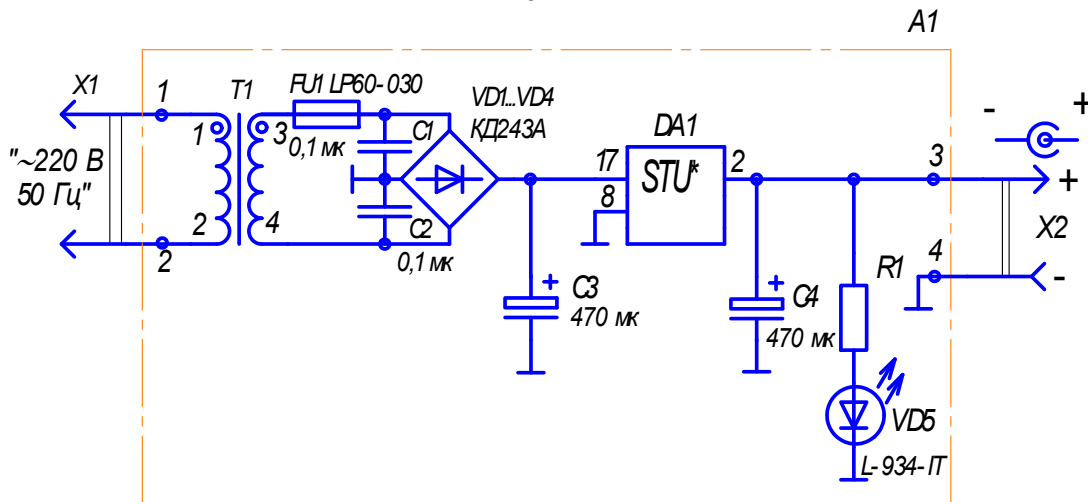 A1
X1
1
T1
FU1 LP60-030
VD1...VD4
КД243А
DA1
- +
1
3
0,1 мк
C1
"~220 В
50 Гц"
17
STU*
2
3
+
8
2
4
C2
2
0,1 мк
4
X2
R1
-
+
C3
470 мк
+
C4
470 мк
VD5
L-934-IT